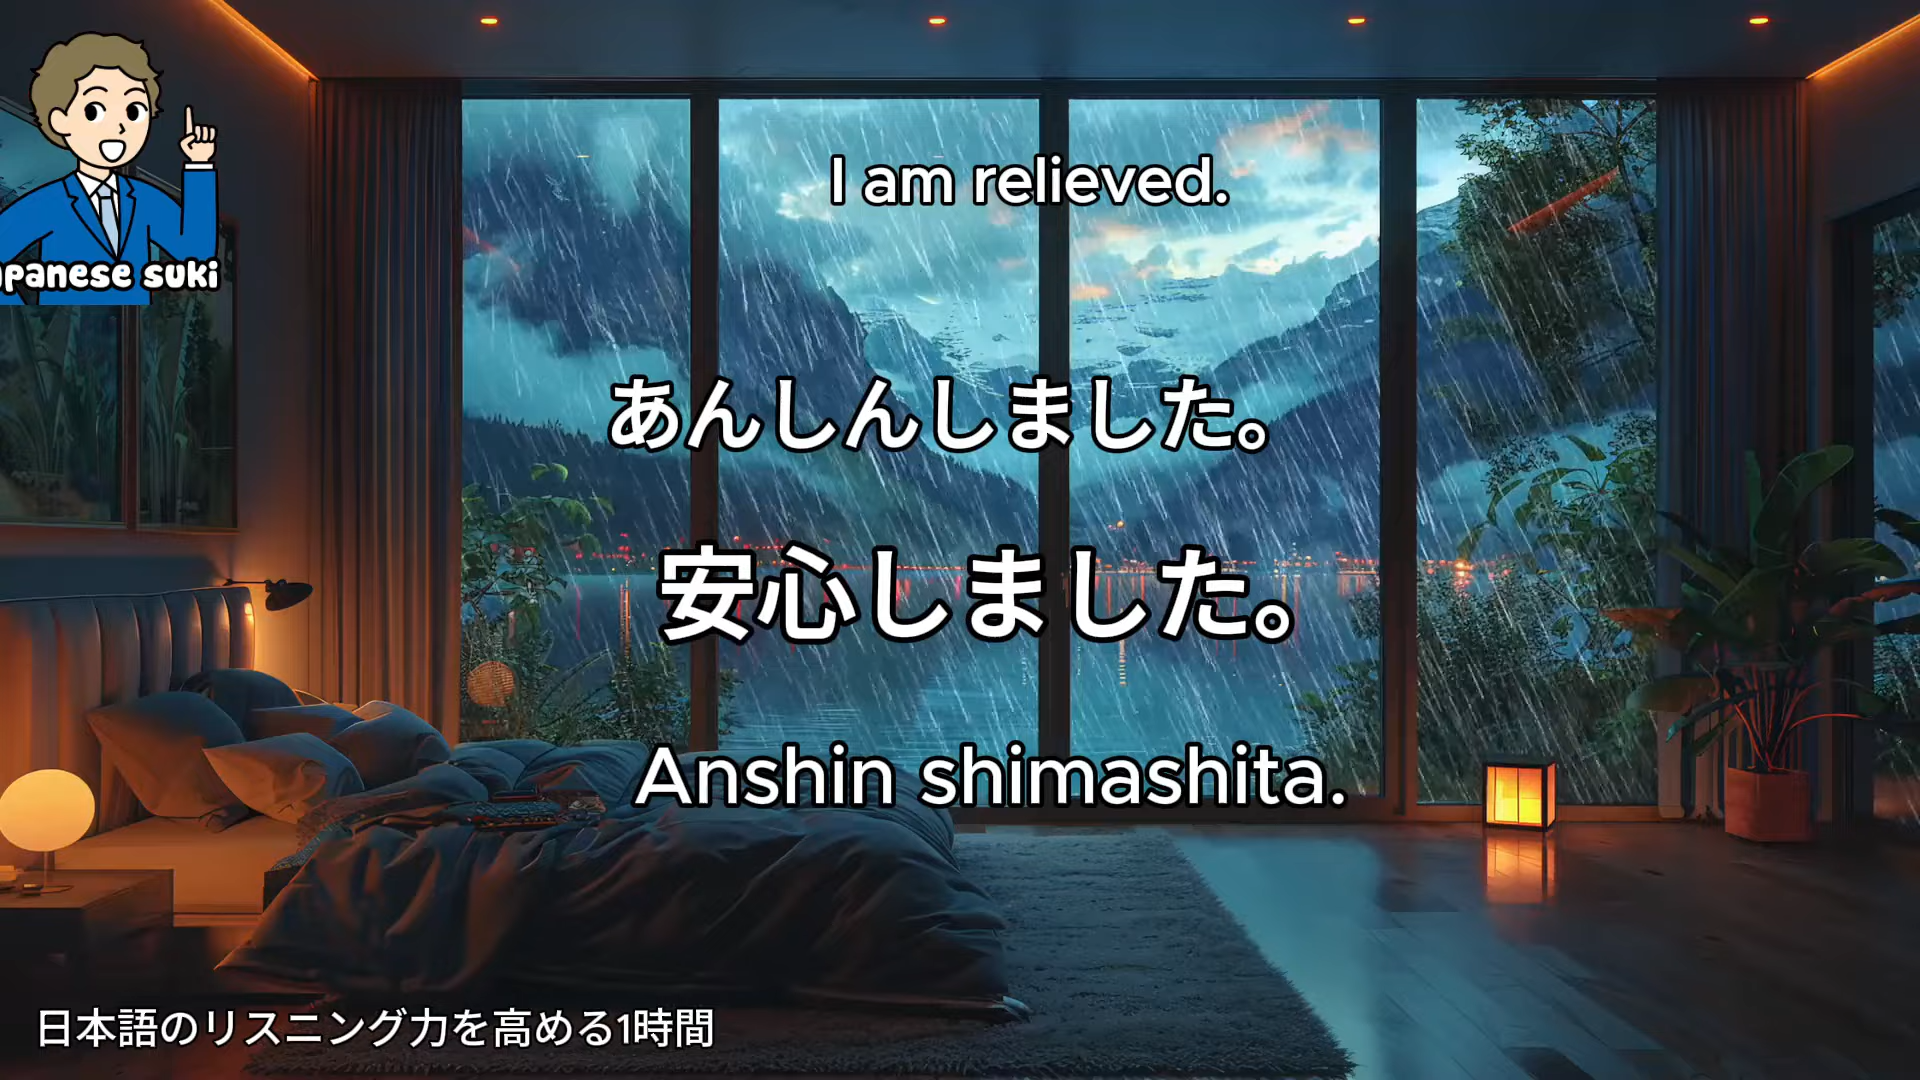 I am relieved.
apanese suki
あんしんしました。
安心しました。
Anshin shimashita.
日本語のリスニング力を高める1時間